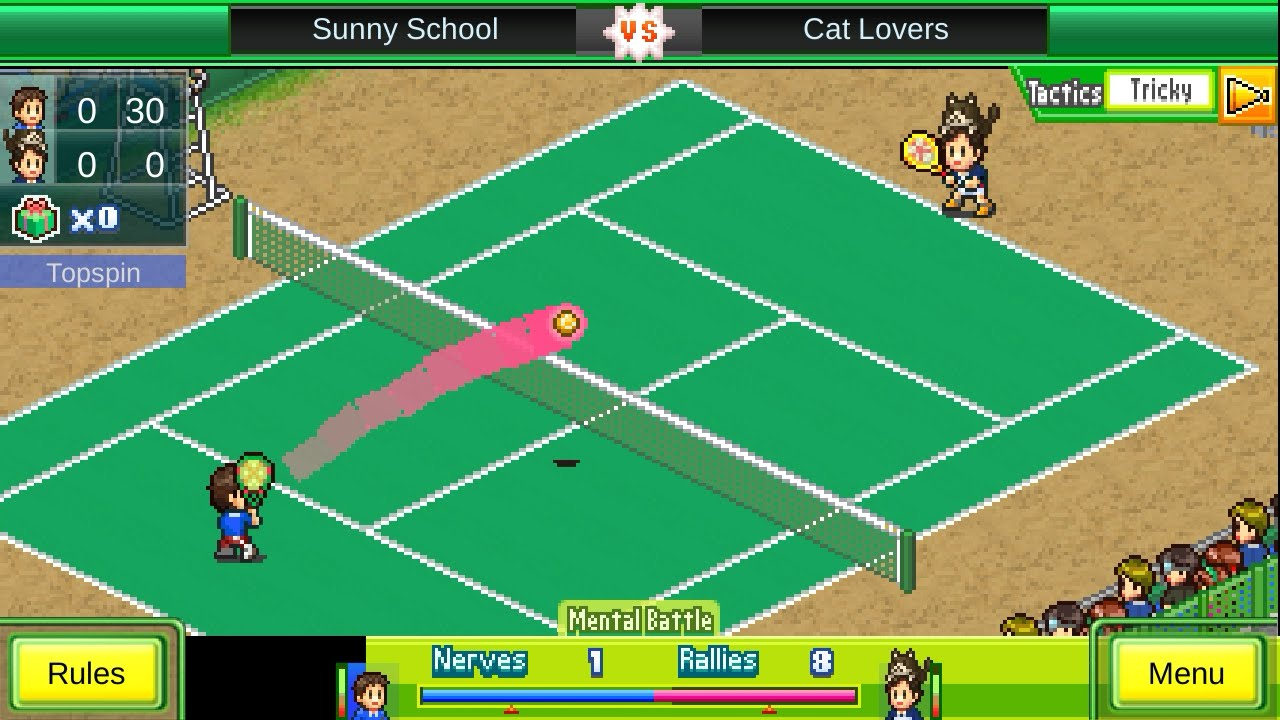 Sunny School VS Cat Lovers
Tactics Tricky
0 30
0 0
x0
Topspin
Mental Battle
Nerves 1 Rallies 8
Rules
Menu